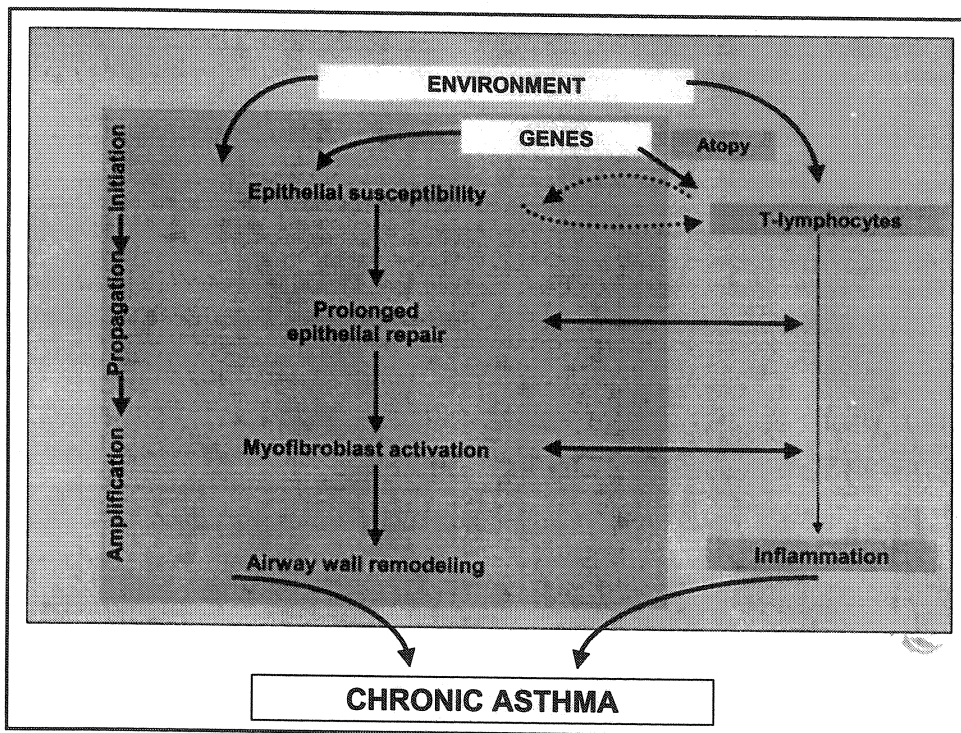 ENVIRONMENT
GENES
Atopy
Initiation
Propagation
Amplification
Epithelial susceptibility
T-lymphocytes
Prolonged
epithelial repair
Myofibroblast activation
Airway wall remodeling
Inflammation
CHRONIC ASTHMA